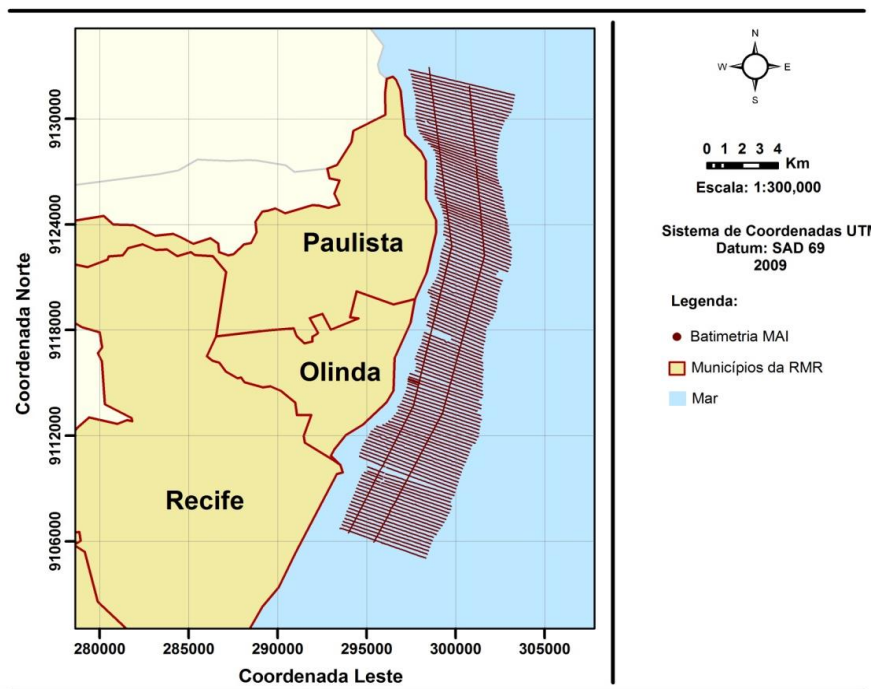 N
W E
S
0 1 2 3 4
Km
Escala: 1:300,000
Sistema de Coordenadas UTM
Datum: SAD 69
2009
Legenda:
Batimetria MAI
Municípios da RMR
Mar
Paulista
Olinda
Recife
Coordenada Norte
9130000
9124000
9118000
9112000
9106000
280000 285000 290000 295000 300000 305000
Coordenada Leste